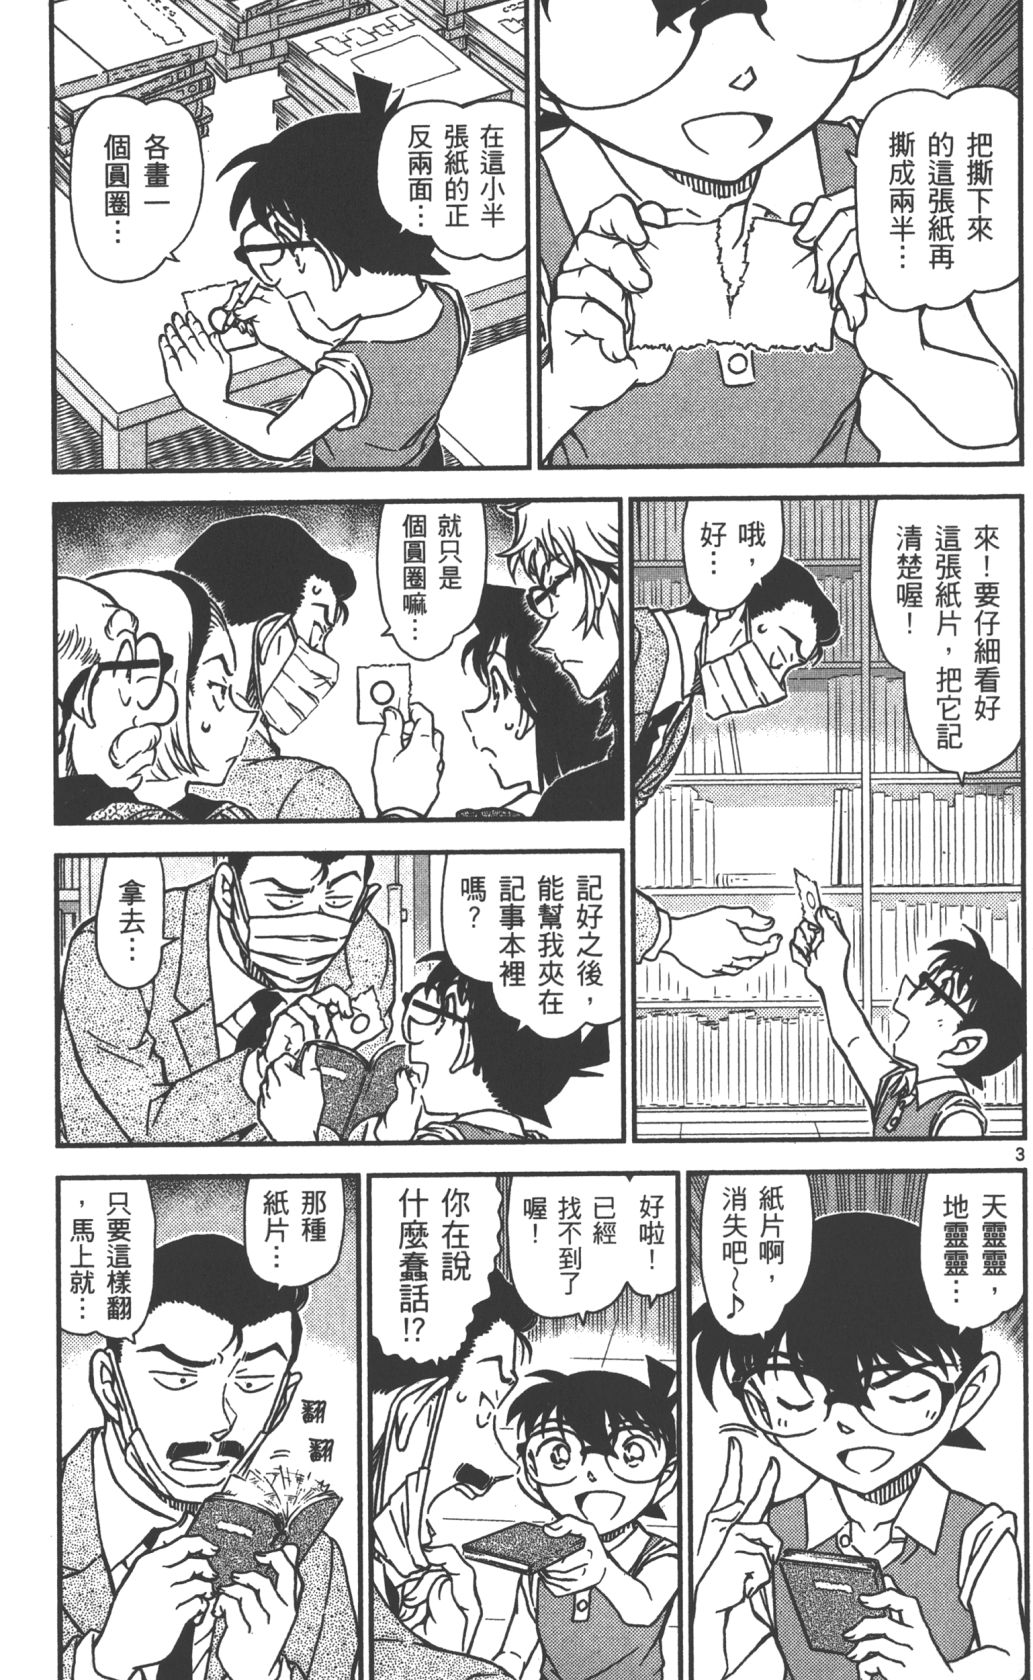 把撕下來
的這張紙再
撕成兩半…
在這小半
張紙的正
反兩面…
各畫一
個圓圈…
來！要仔細看好
這張紙片，把它記
清楚喔！
哦，
好…
就只是
個圓圈嘛…
記好之後，
能幫我夾在
記事本裡
嗎？
拿去…
3
天靈靈，
地靈靈…
紙片啊，
消失吧～♪
好啦！
已經
找不到了
喔！
你在說
什麼蠢話!?
那種
紙片…
只要這樣翻
，馬上就…
翻
翻